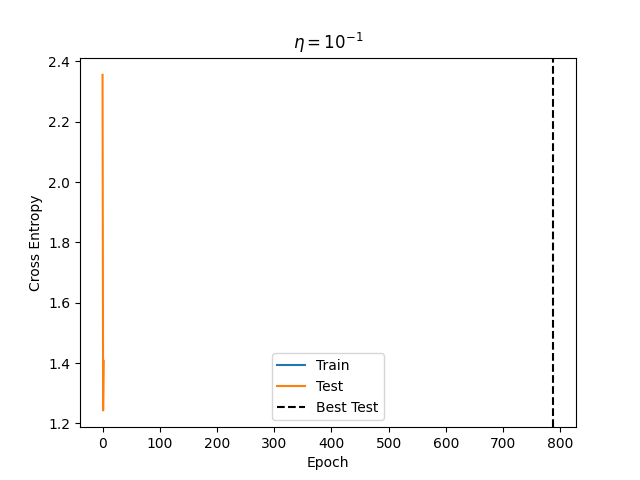 η = 10⁻¹
2.4
2.2
2.0
1.8
1.6
1.4
1.2
Cross Entropy
Train
Test
Best Test
0 100 200 300 400 500 600 700 800
Epoch